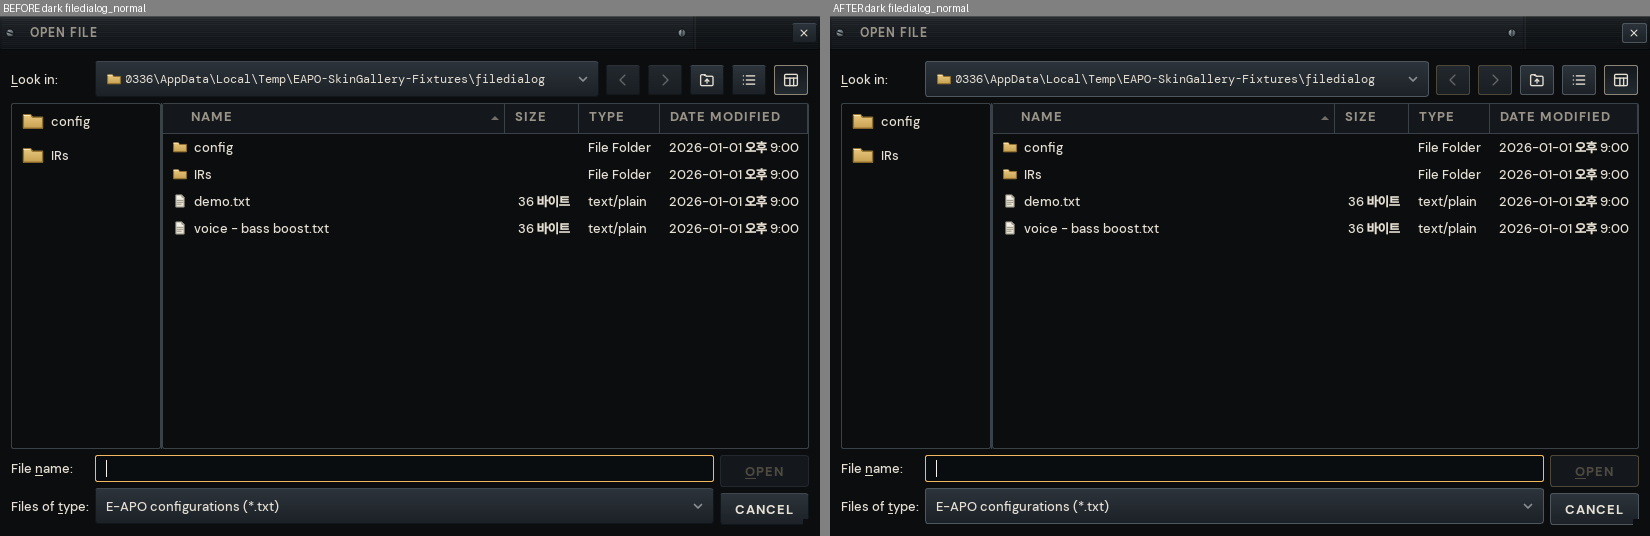 BEFORE dark filedialog_normal
OPEN FILE
Look in:
0336\AppData\Local\Temp\EAPO-SkinGallery-Fixtures\filedialog
config
IRs
NAME SIZE TYPE DATE MODIFIED
config File Folder 2026-01-01 오후 9:00
IRs File Folder 2026-01-01 오후 9:00
demo.txt 36 바이트 text/plain 2026-01-01 오후 9:00
voice - bass boost.txt 36 바이트 text/plain 2026-01-01 오후 9:00
File name:
OPEN
Files of type: E-APO configurations (*.txt)
CANCEL
AFTER dark filedialog_normal
OPEN FILE
Look in:
0336\AppData\Local\Temp\EAPO-SkinGallery-Fixtures\filedialog
config
IRs
NAME SIZE TYPE DATE MODIFIED
config File Folder 2026-01-01 오후 9:00
IRs File Folder 2026-01-01 오후 9:00
demo.txt 36 바이트 text/plain 2026-01-01 오후 9:00
voice - bass boost.txt 36 바이트 text/plain 2026-01-01 오후 9:00
File name:
OPEN
Files of type: E-APO configurations (*.txt)
CANCEL